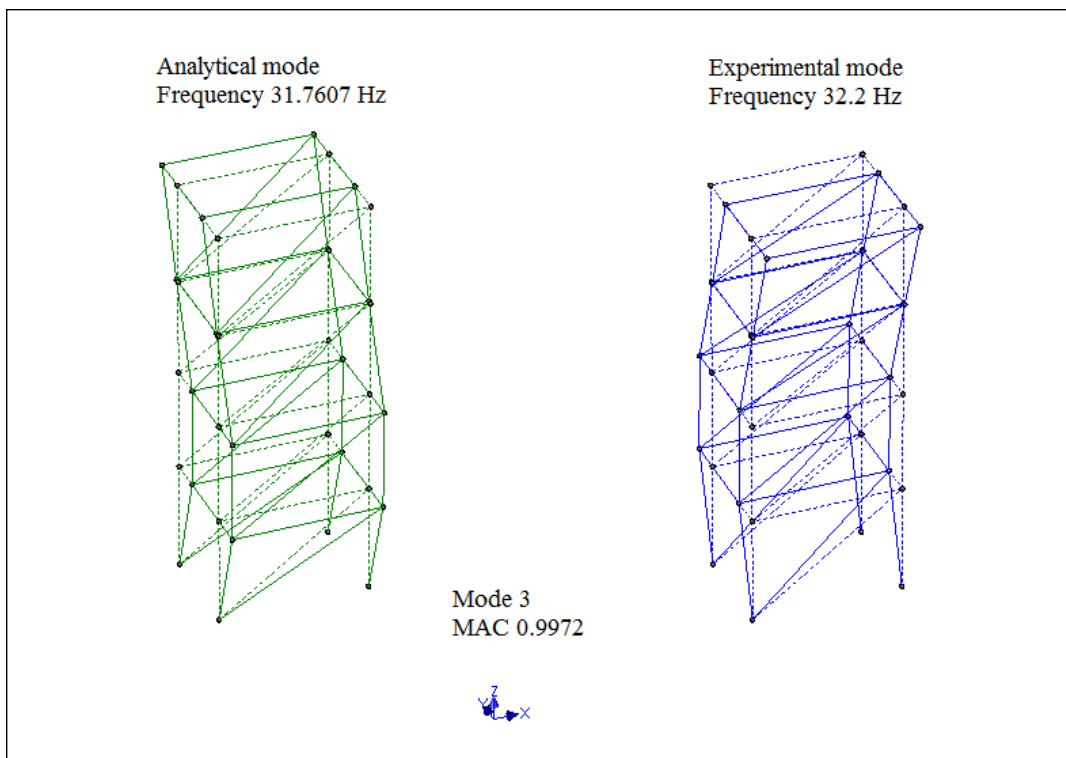 Analytical mode
Frequency 31.7607 Hz
Experimental mode
Frequency 32.2 Hz
Mode 3
MAC 0.9972
Z
Y
X